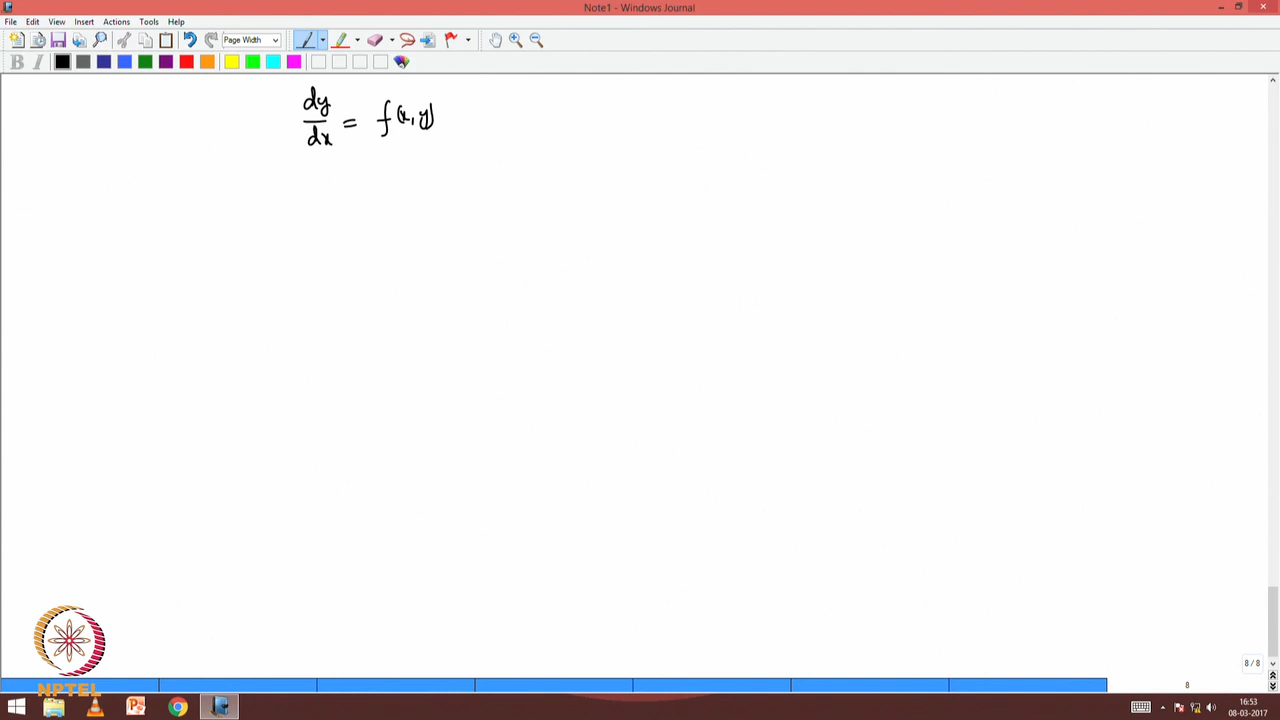 Note1 - Windows Journal
File Edit View Insert Actions Tools Help
Page Width
B I
dy/dx = f(x, y)
8 / 8
8
NPTEL
16:53
08-03-2017